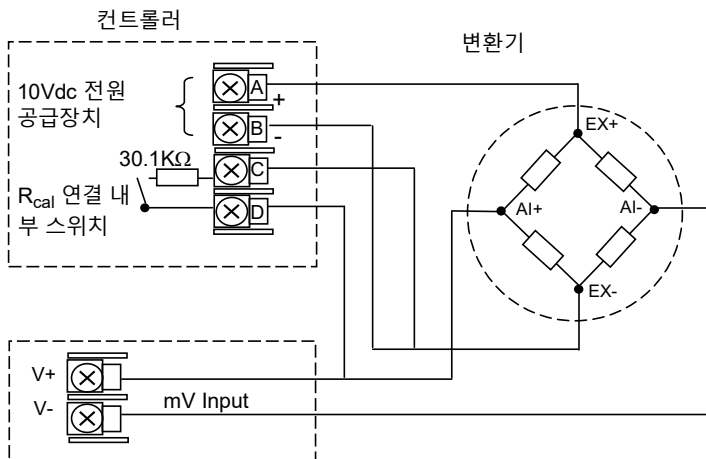 컨트롤러
변환기
10Vdc 전원
공급장치
A
+
B
-
30.1KΩ
C
Rcal 연결 내
부 스위치
D
EX+
AI+
AI-
EX-
V+
V-
mV Input